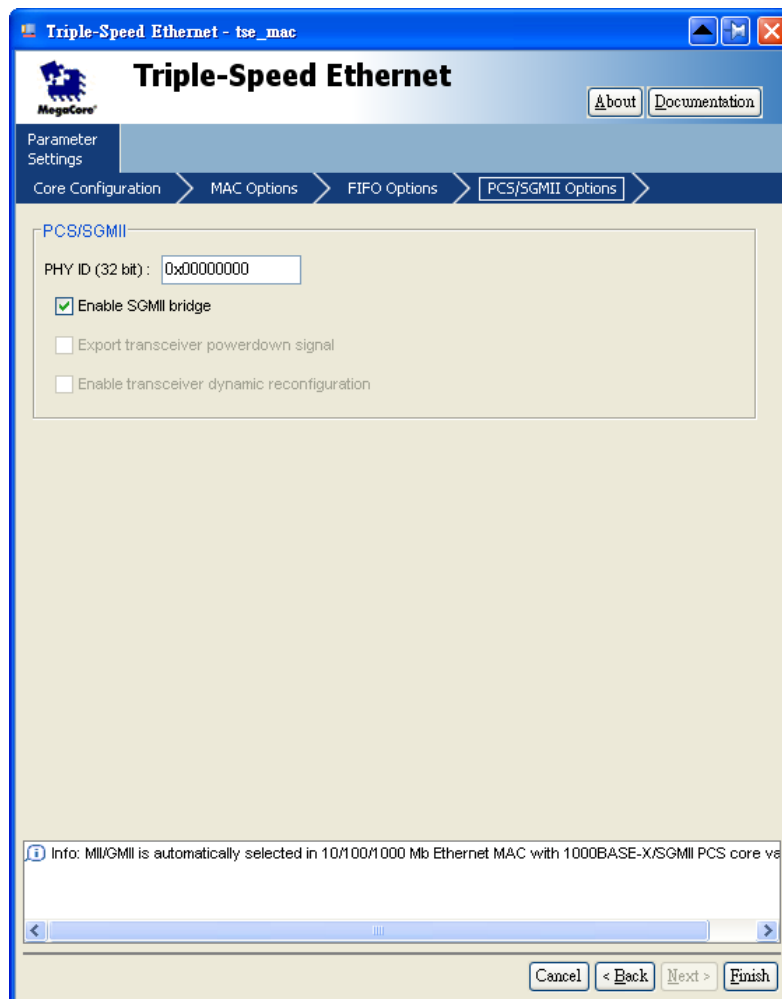 Triple-Speed Ethernet - tse_mac
MegaCore®
Triple-Speed Ethernet
About
Documentation
Parameter
Settings
Core Configuration
MAC Options
FIFO Options
PCS/SGMII Options
PCS/SGMII
PHY ID (32 bit) : 0x00000000
Enable SGMII bridge
Export transceiver powerdown signal
Enable transceiver dynamic reconfiguration
Info: MII/GMII is automatically selected in 10/100/1000 Mb Ethernet MAC with 1000BASE-X/SGMII PCS core va
Cancel
< Back
Next >
Finish